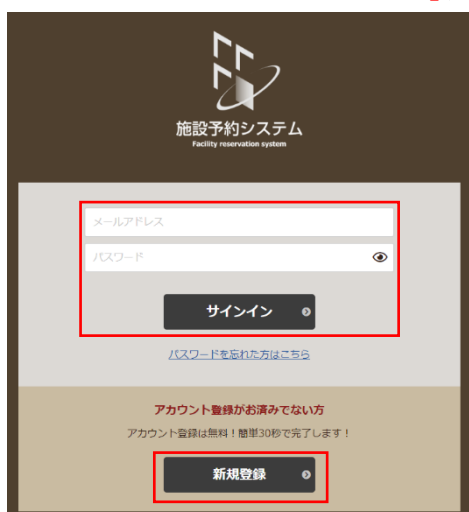 施設予約システム
Facility reservation system
メールアドレス
パスワード
サインイン
パスワードを忘れた方はこちら
アカウント登録がお済みでない方
アカウント登録は無料！簡単30秒で完了します！
新規登録